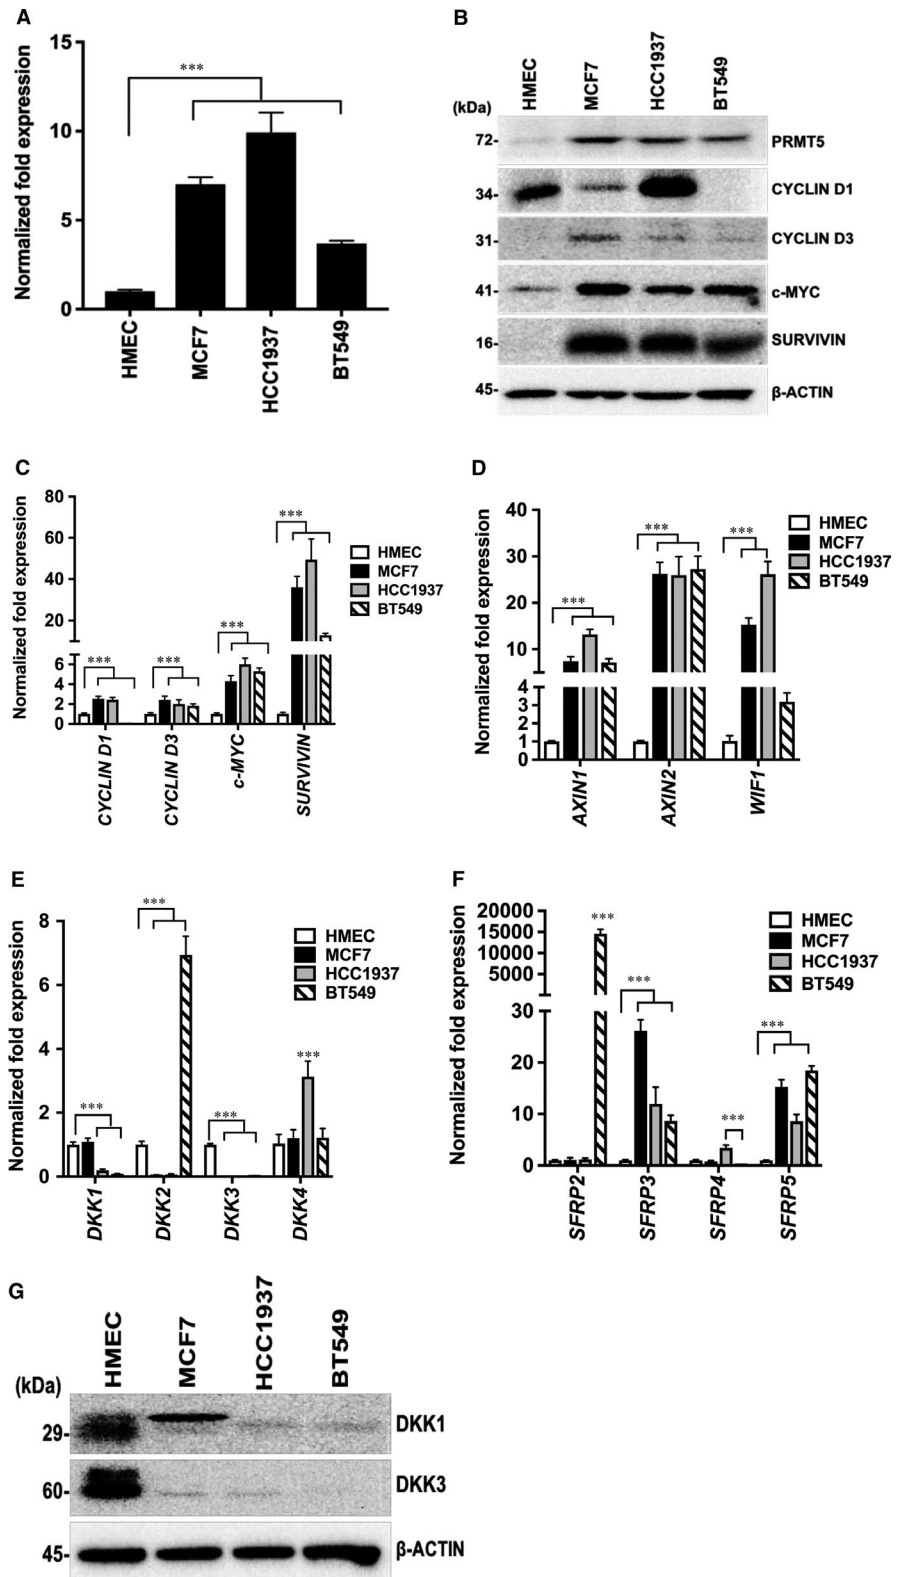 A
Normalized fold expression
15
10
5
0
***
HMEC
MCF7
HCC1937
BT549
B
(kDa)
HMEC
MCF7
HCC1937
BT549
72- PRMT5
34- CYCLIN D1
31- CYCLIN D3
41- c-MYC
16- SURVIVIN
45- β-ACTIN
C
Normalized fold expression
80
60
40
20
6
4
2
0
***
***
***
***
CYCLIN D1
CYCLIN D3
c-MYC
SURVIVIN
HMEC
MCF7
HCC1937
BT549
D
Normalized fold expression
40
30
20
10
4
3
2
1
0
***
***
***
AXIN1
AXIN2
WIF1
HMEC
MCF7
HCC1937
BT549
E
Normalized fold expression
8
6
4
2
0
***
***
***
***
DKK1
DKK2
DKK3
DKK4
HMEC
MCF7
HCC1937
BT549
F
Normalized fold expression
20000
15000
10000
5000
30
20
10
0
***
***
***
***
SFRP2
SFRP3
SFRP4
SFRP5
HMEC
MCF7
HCC1937
BT549
G
(kDa)
HMEC
MCF7
HCC1937
BT549
29- DKK1
60- DKK3
45- β-ACTIN